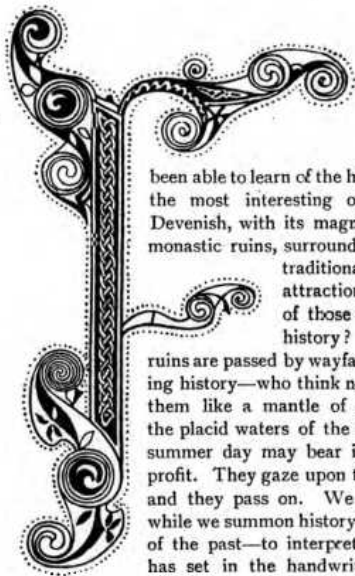 F
been able to learn of the h
the most interesting o
Devenish, with its magn
monastic ruins, surround
traditiona
attraction
of those
history?
ruins are passed by wayfa
ing history—who think n
them like a mantle of
the placid waters of the
summer day may bear i
profit. They gaze upon t
and they pass on. We
while we summon history
of the past—to interpret
has set in the handwri